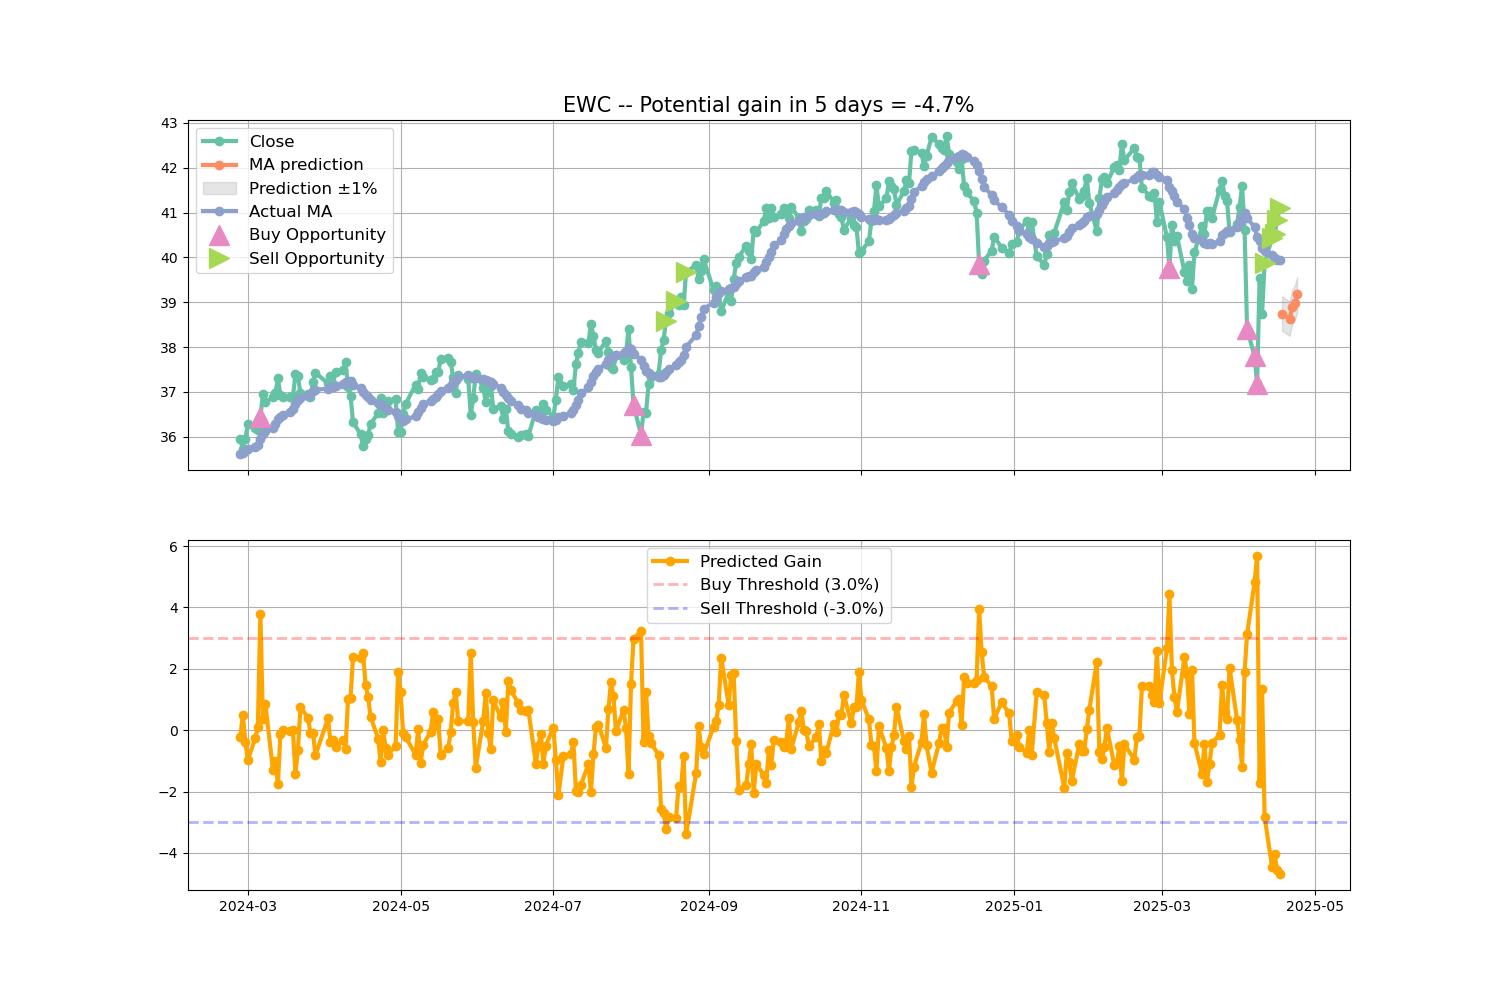 EWC -- Potential gain in 5 days = -4.7%
43
42
41
40
39
38
37
36
Close
MA prediction
Prediction ±1%
Actual MA
Buy Opportunity
Sell Opportunity
6
4
2
0
−2
−4
Predicted Gain
Buy Threshold (3.0%)
Sell Threshold (-3.0%)
2024-03 2024-05 2024-07 2024-09 2024-11 2025-01 2025-03 2025-05